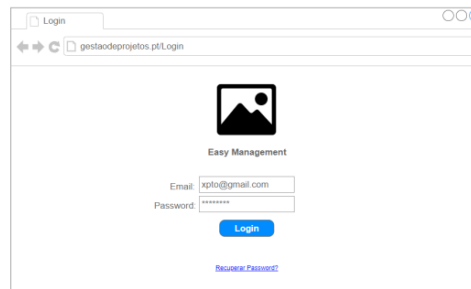 Login
gestaodeprojetos.pt/Login
Easy Management
Email: xpto@gmail.com
Password: ********
Login
Recuperar Password?